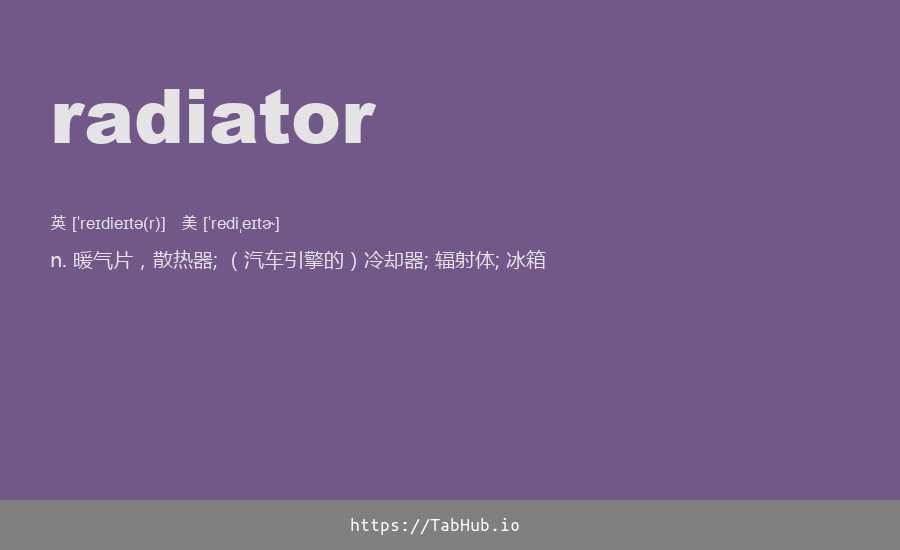 radiator
英 [ˈreɪdieɪtə(r)] 美 [ˈrediˌeɪtɚ]
n. 暖气片，散热器; （汽车引擎的）冷却器; 辐射体; 冰箱
https://TabHub.io